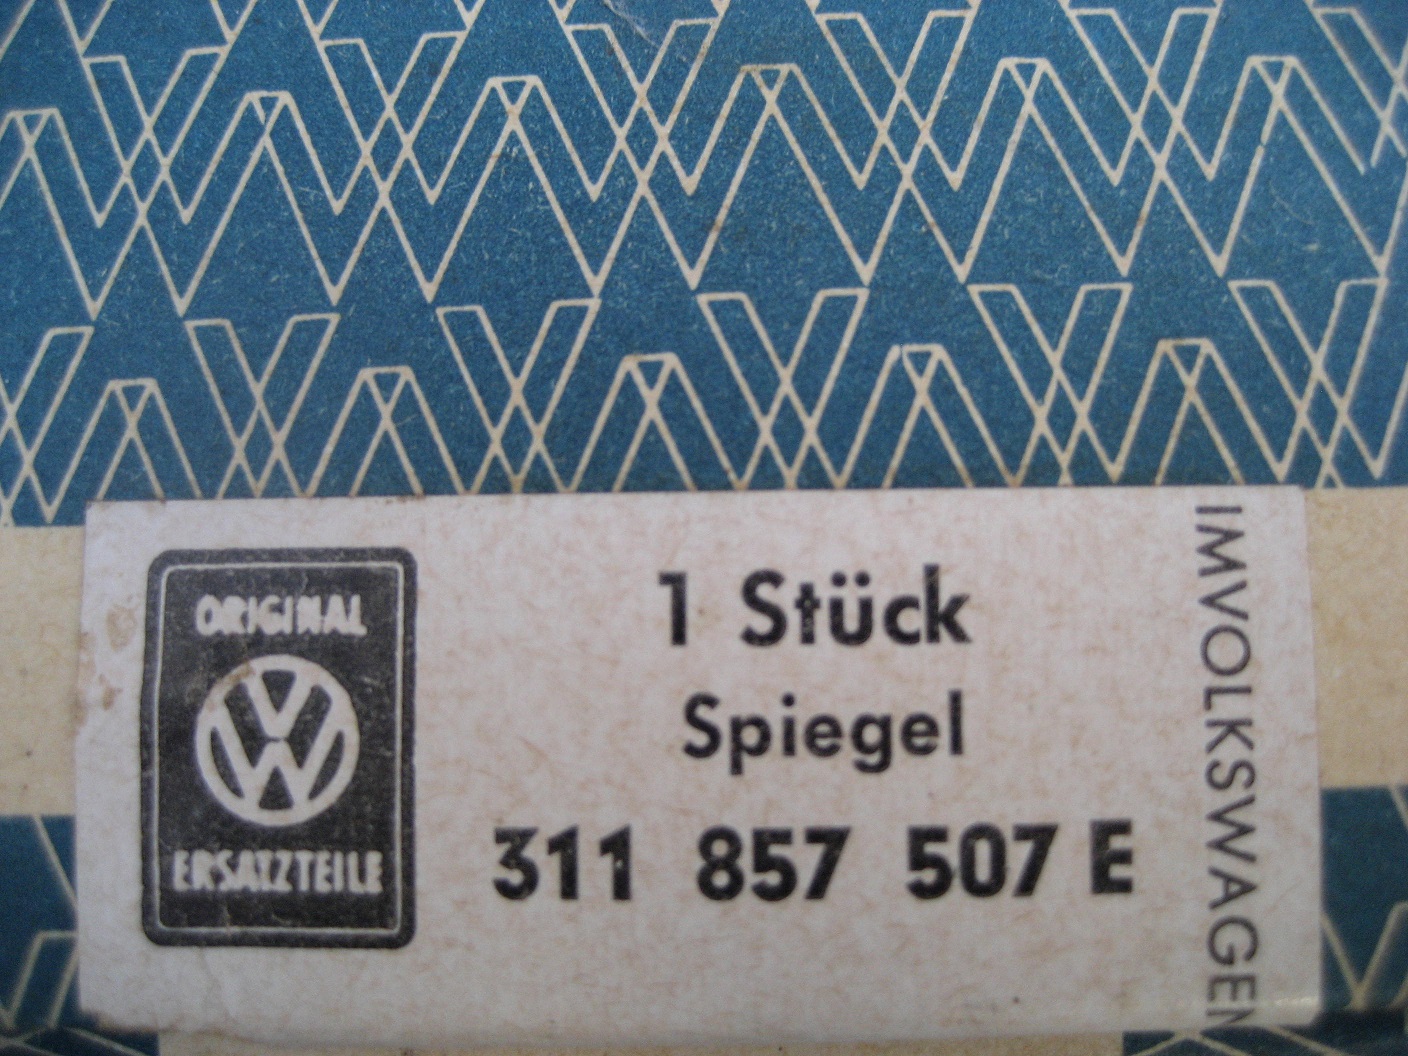 ORIGINAL
ERSATZTEILE
1 Stück
Spiegel
311 857 507 E
IMVOLKSWAGEN